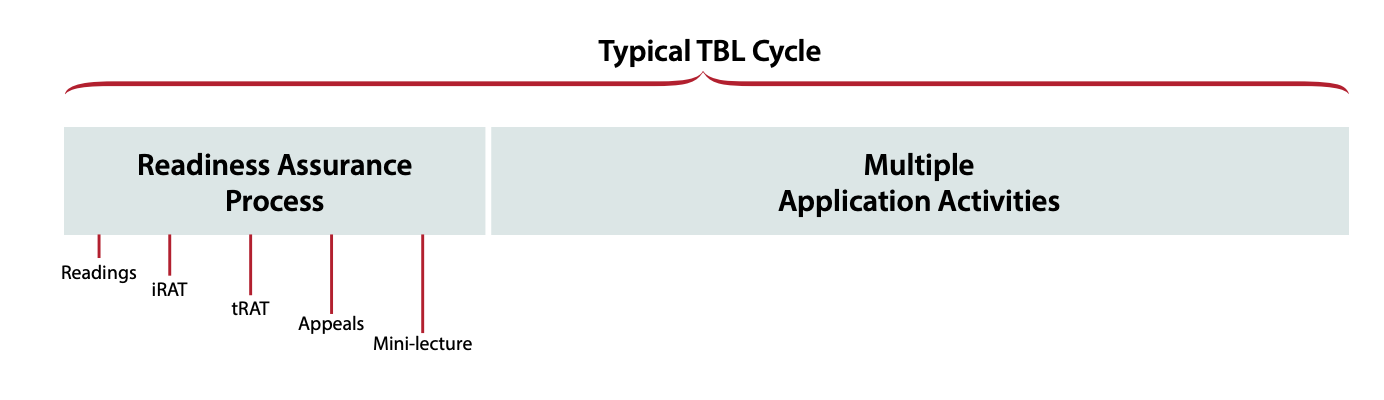 Typical TBL Cycle
Readiness Assurance
Process
Multiple
Application Activities
Readings
iRAT
tRAT
Appeals
Mini-lecture